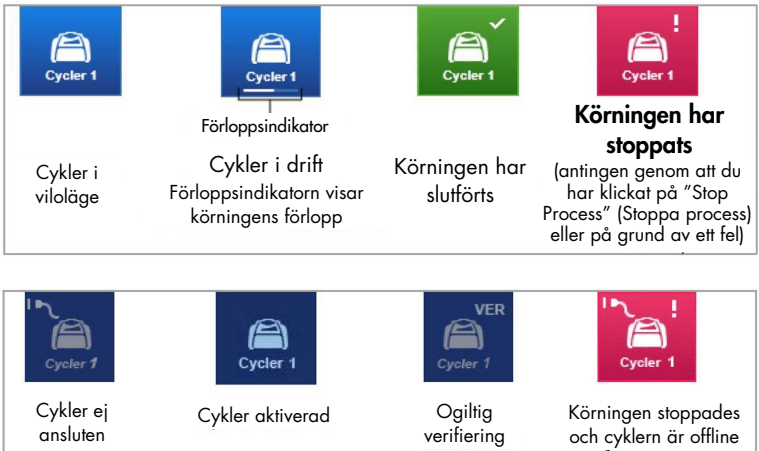 Cycler 1
Cycler 1
Cycler 1
!
Cycler 1
Förloppsindikator
Cykler i
viloläge
Cykler i drift
Förloppsindikatorn visar
körningens förlopp
Körningen har
slutförts
Körningen har
stoppats
(antingen genom att du
har klickat på "Stop
Process" (Stoppa process)
eller på grund av ett fel)
Cycler 1
Cycler 1
VER
Cycler 1
!
Cycler 1
Cykler ej
ansluten
Cykler aktiverad
Ogiltig
verifiering
Körningen stoppades
och cyklern är offline